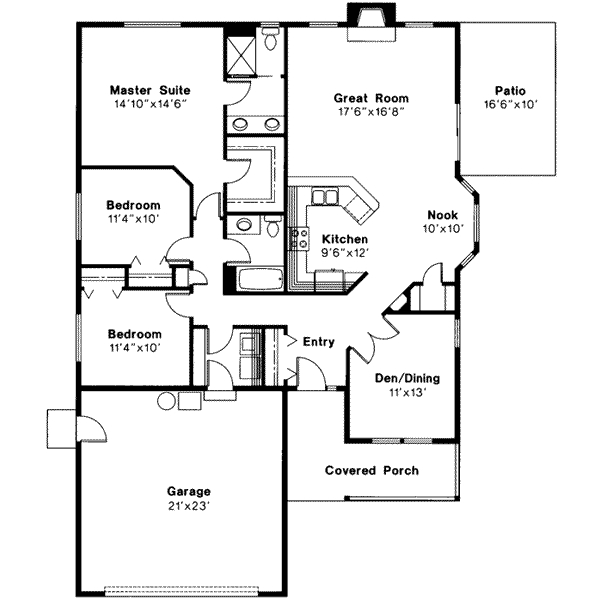 Master Suite
14'10"x14'6"
Great Room
17'6"x16'8"
Patio
16'6"x10'
Bedroom
11'4"x10'
Nook
10'x10'
Kitchen
9'6"x12'
Bedroom
11'4"x10'
Entry
Den/Dining
11'x13'
Covered Porch
Garage
21'x23'